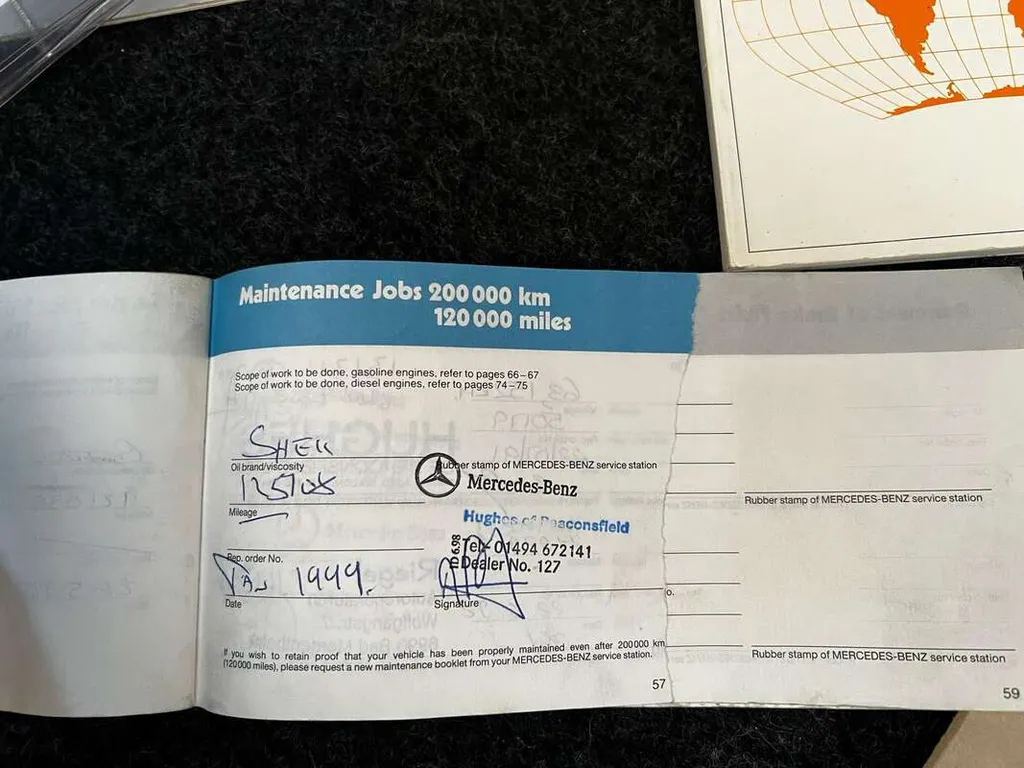 Maintenance Jobs 200 000 km
120 000 miles
Scope of work to be done, gasoline engines, refer to pages 66–67
Scope of work to be done, diesel engines, refer to pages 74–75
SHELL
Oil brand/viscosity
Rubber stamp of MERCEDES-BENZ service station
Mercedes-Benz
Mileage
Hughes of Beaconsfield
Tel- 01494 672141
Dealer No. 127
Rep. order No.
JAN 1999.
Date
Signature
If you wish to retain proof that your vehicle has been properly maintained even after 200 000 km
(120 000 miles), please request a new maintenance booklet from your MERCEDES-BENZ service station.
57
Rubber stamp of MERCEDES-BENZ service station
o.
Rubber stamp of MERCEDES-BENZ service station
59